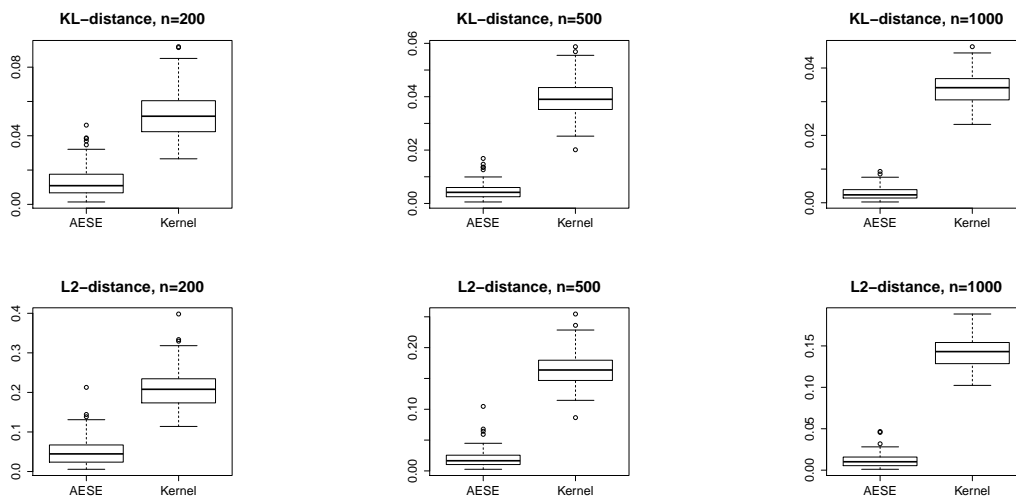 KL−distance, n=200
KL−distance, n=500
KL−distance, n=1000
0.00 0.04 0.08
0.00 0.02 0.04 0.06
0.00 0.02 0.04
AESE Kernel
AESE Kernel
AESE Kernel
L2−distance, n=200
L2−distance, n=500
L2−distance, n=1000
0.0 0.1 0.2 0.3 0.4
0.00 0.10 0.20
0.00 0.05 0.15
AESE Kernel
AESE Kernel
AESE Kernel